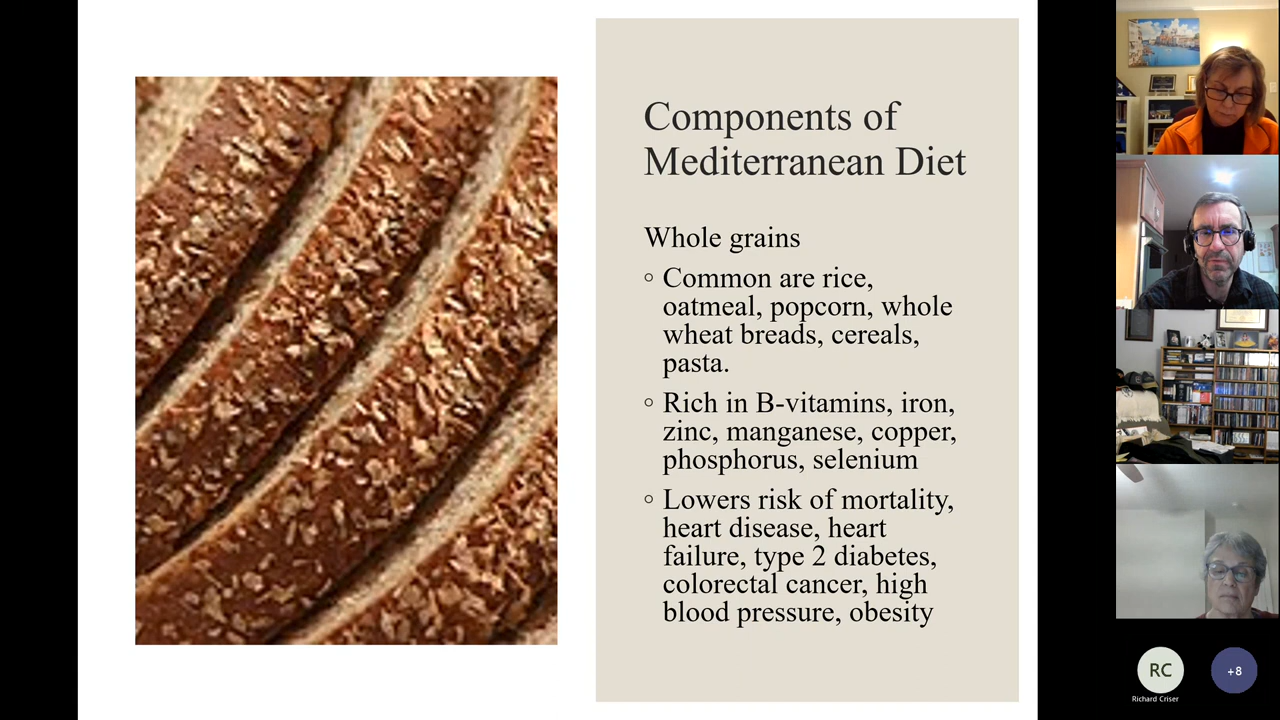 Components of
Mediterranean Diet
Whole grains
◦ Common are rice,
oatmeal, popcorn, whole
wheat breads, cereals,
pasta.
◦ Rich in B-vitamins, iron,
zinc, manganese, copper,
phosphorus, selenium
◦ Lowers risk of mortality,
heart disease, heart
failure, type 2 diabetes,
colorectal cancer, high
blood pressure, obesity
RC
+8
Richard Criser